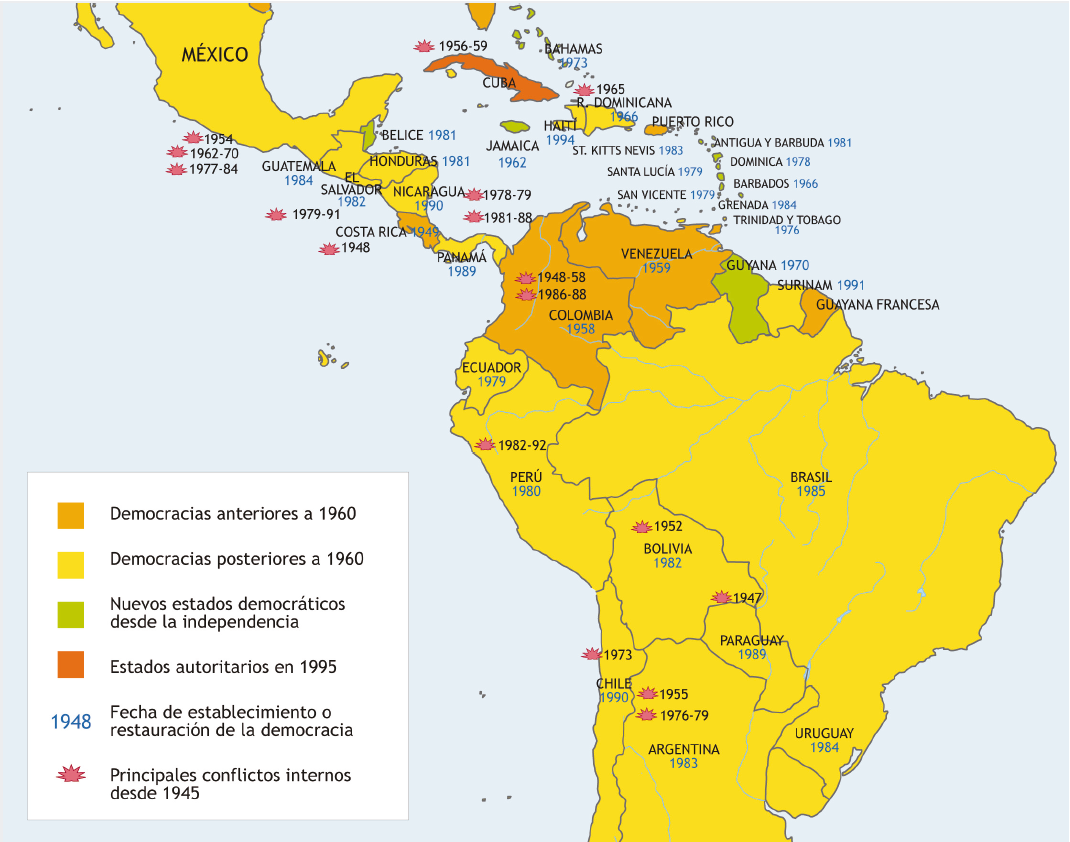 MÉXICO
1956-59
BAHAMAS
1973
CUBA
1965
R. DOMINICANA
1966
PUERTO RICO
HAITÍ
1994
JAMAICA
1962
BELICE 1981
1954
1962-70
1977-84
GUATEMALA
1984
HONDURAS 1981
EL
SALVADOR
1982
NICARAGUA
1990
1978-79
1981-88
1979-91
COSTA RICA 1949
1948
PANAMÁ
1989
ST. KITTS NEVIS 1983
ANTIGUA Y BARBUDA 1981
DOMINICA 1978
SANTA LUCÍA 1979
BARBADOS 1966
SAN VICENTE 1979
GRENADA 1984
TRINIDAD Y TOBAGO
1976
VENEZUELA
1959
GUYANA 1970
SURINAM 1991
GUAYANA FRANCESA
1948-58
1986-88
COLOMBIA
1958
ECUADOR
1979
1982-92
PERÚ
1980
BRASIL
1985
1952
BOLIVIA
1982
1947
PARAGUAY
1989
1973
CHILE
1990
1955
1976-79
ARGENTINA
1983
URUGUAY
1984
Democracias anteriores a 1960
Democracias posteriores a 1960
Nuevos estados democráticos
desde la independencia
Estados autoritarios en 1995
1948
Fecha de establecimiento o
restauración de la democracia
Principales conflictos internos
desde 1945